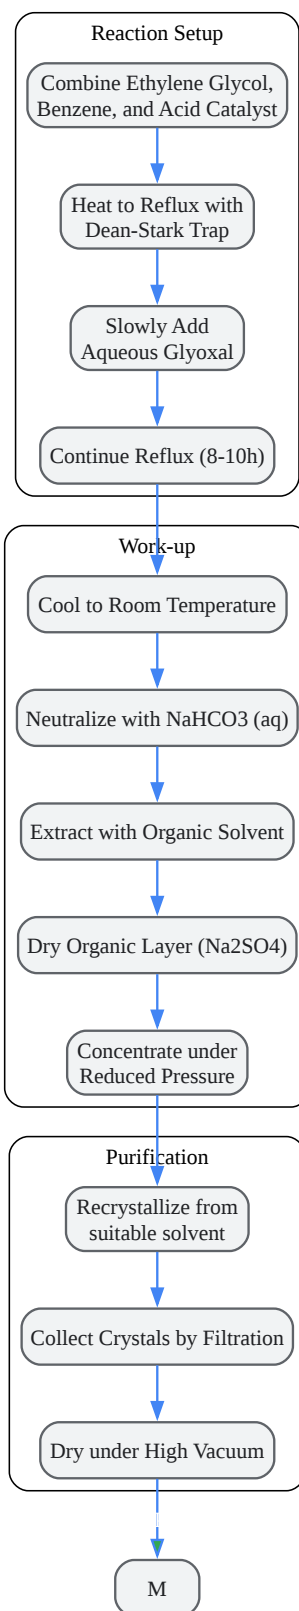 Reaction Setup
Combine Ethylene Glycol,
Benzene, and Acid Catalyst
Heat to Reflux with
Dean-Stark Trap
Slowly Add
Aqueous Glyoxal
Continue Reflux (8-10h)
Work-up
Cool to Room Temperature
Neutralize with NaHCO3 (aq)
Extract with Organic Solvent
Dry Organic Layer (Na2SO4)
Concentrate under
Reduced Pressure
Purification
Recrystallize from
suitable solvent
Collect Crystals by Filtration
Dry under High Vacuum
M